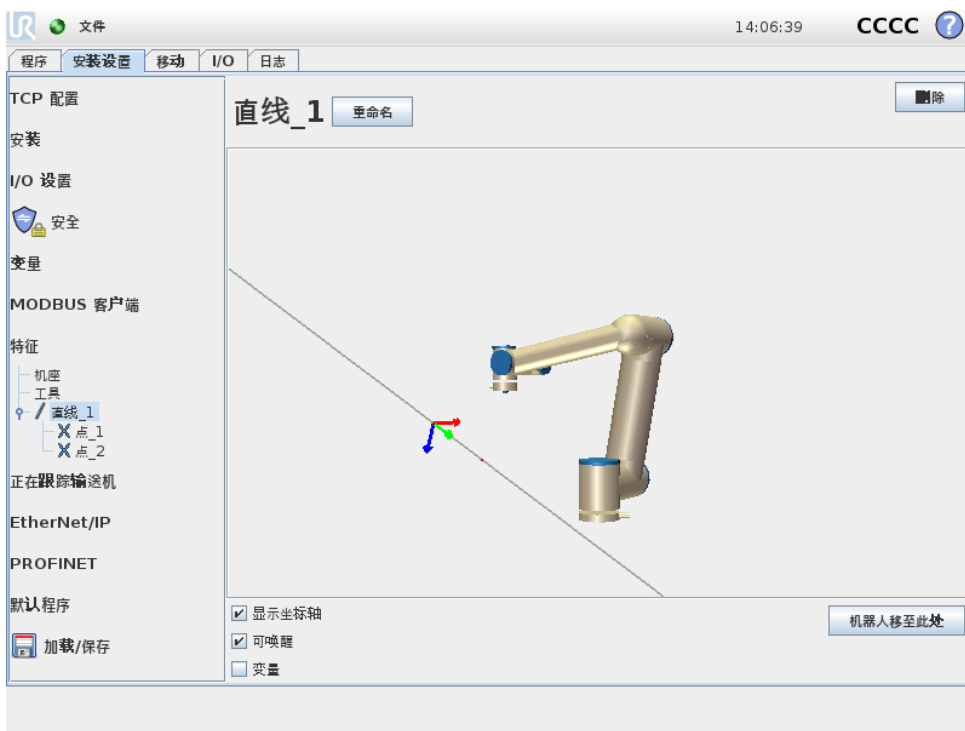 UR 文件 14:06:39 CCCC ?
程序 安装设置 移动 I/O 日志
TCP 配置
安装
I/O 设置
安全
变量
MODBUS 客户端
特征
机座
工具
直线_1
点_1
点_2
正在跟踪输送机
EtherNet/IP
PROFINET
默认程序
加载/保存
直线_1 重命名 删除
显示坐标轴
可唤醒
变量
机器人移至此处